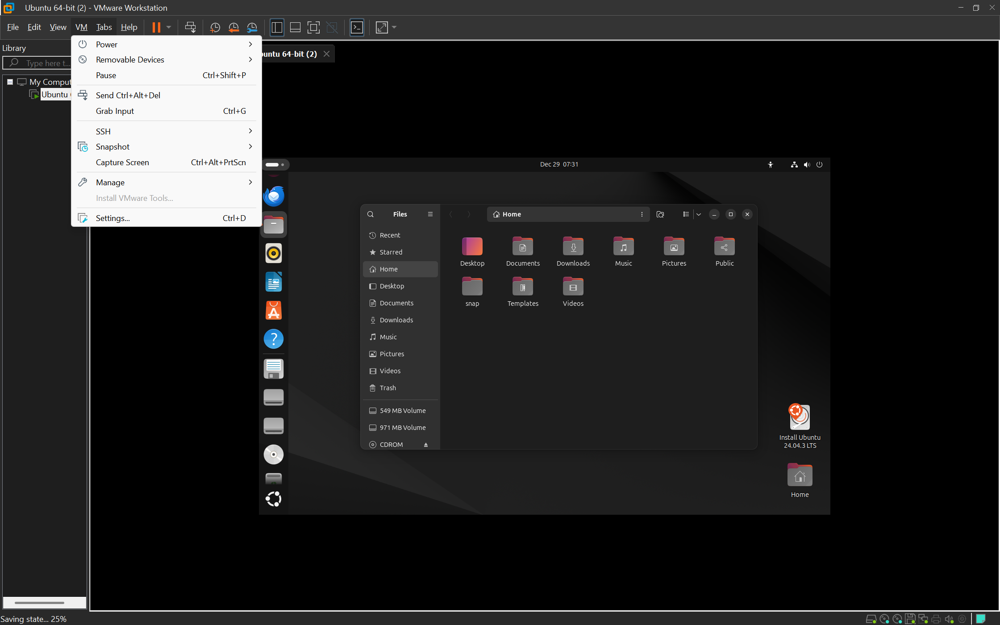 Ubuntu 64-bit (2) - VMware Workstation
File Edit View VM Tabs Help
Library
Type here t...
My Comput
Ubuntu
Power
Removable Devices
Pause Ctrl+Shift+P
Send Ctrl+Alt+Del
Grab Input Ctrl+G
SSH
Snapshot
Capture Screen Ctrl+Alt+PrtScn
Manage
Install VMware Tools...
Settings... Ctrl+D
buntu 64-bit (2)
Dec 29 07:31
Files
Home
Recent
Starred
Home
Desktop
Documents
Downloads
Music
Pictures
Videos
Trash
549 MB Volume
971 MB Volume
CDROM
Desktop Documents Downloads Music Pictures Public
snap Templates Videos
Install Ubuntu
24.04.3 LTS
Home
Saving state... 25%